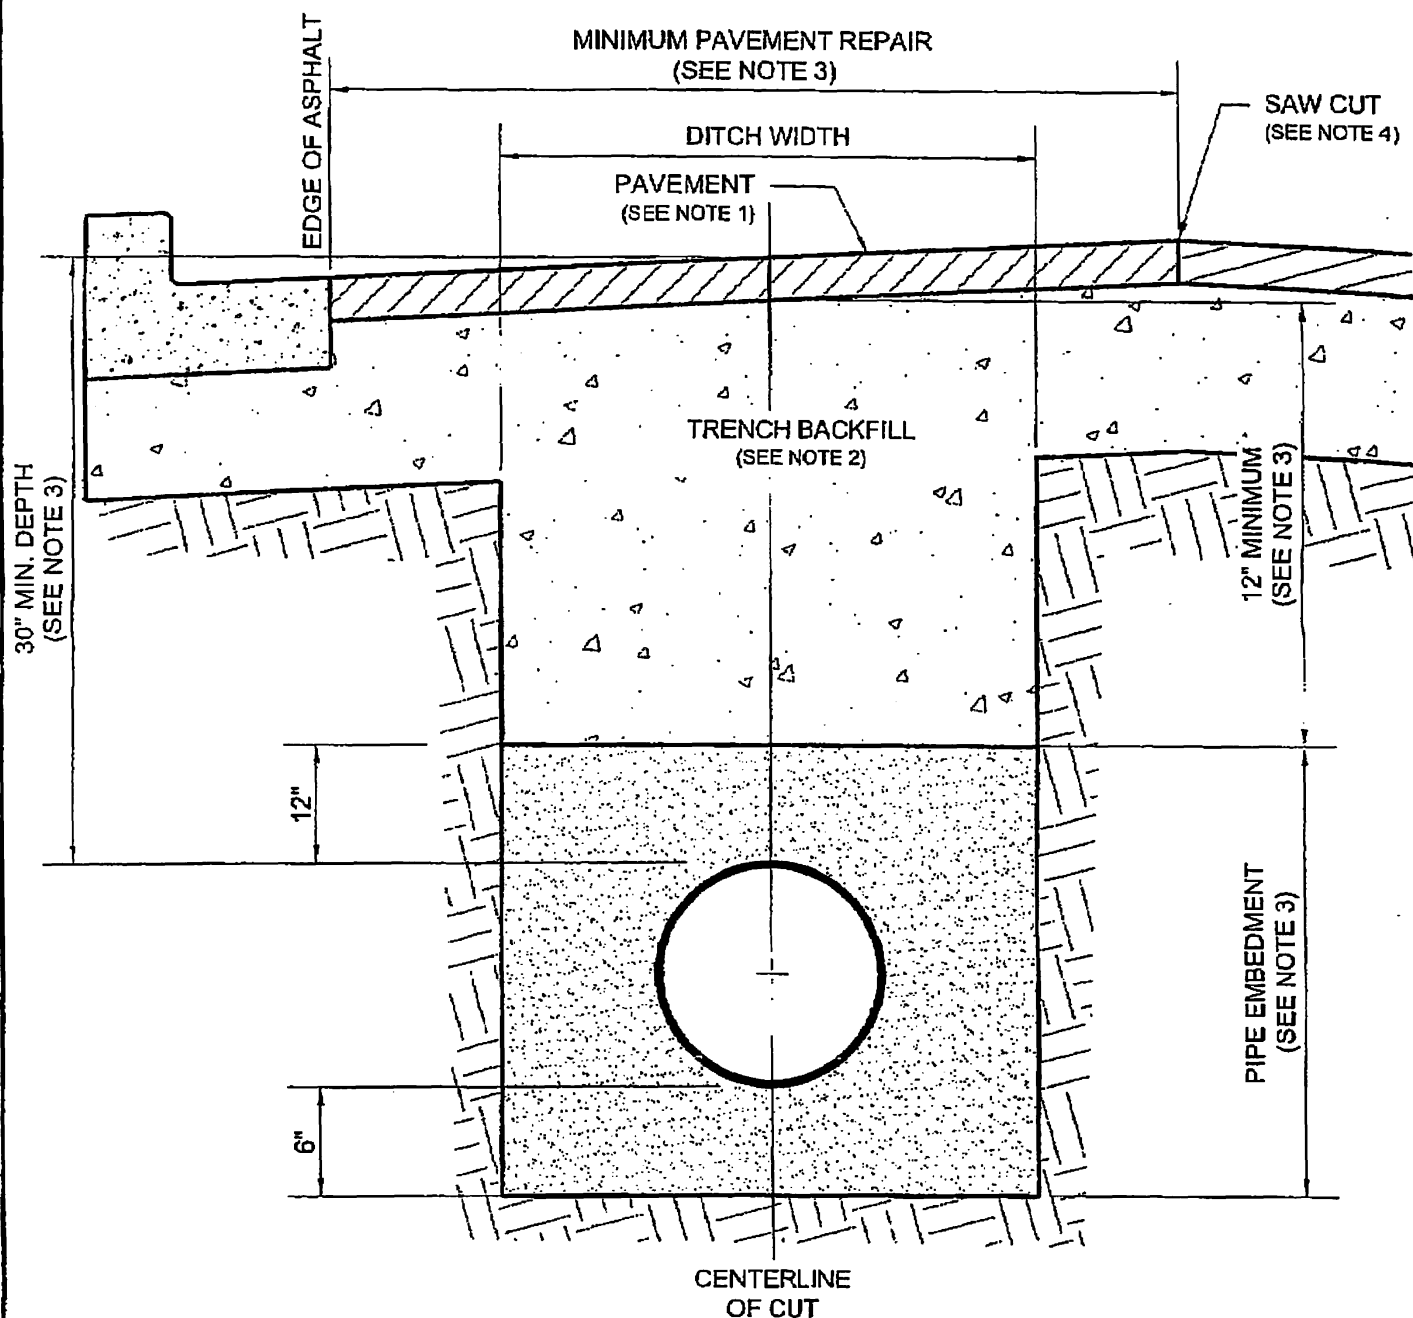 MINIMUM PAVEMENT REPAIR
(SEE NOTE 3)
EDGE OF ASPHALT
SAW CUT
(SEE NOTE 4)
DITCH WIDTH
PAVEMENT
(SEE NOTE 1)
TRENCH BACKFILL
(SEE NOTE 2)
30" MIN. DEPTH
(SEE NOTE 3)
12" MINIMUM
(SEE NOTE 3)
12"
PIPE EMBEDMENT
(SEE NOTE 3)
6"
CENTERLINE
OF CUT